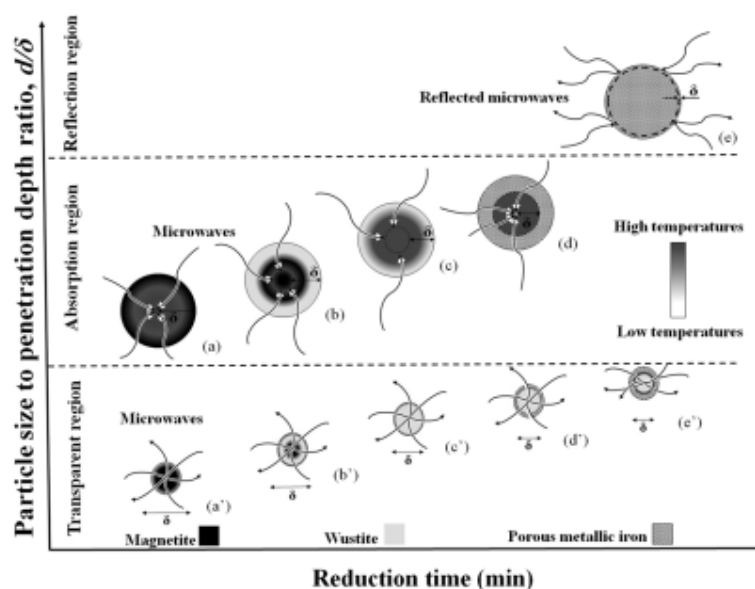 Particle size to penetration depth ratio, d/δ
Reflection region
Reflected microwaves
δ
(e)
Absorption region
Microwaves
δ
(a)
δ
(b)
δ
(c)
δ
(d)
High temperatures
Low temperatures
Transparent region
Microwaves
δ
(a')
δ
(b')
δ
(c')
δ
(d')
δ
(e')
Magnetite
Wustite
Porous metallic iron
Reduction time (min)